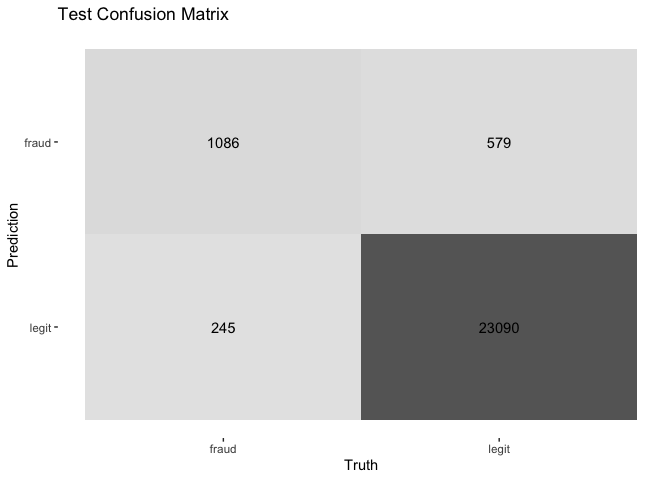 Test Confusion Matrix
Prediction
fraud
1086
579
legit
245
23090
fraud
legit
Truth